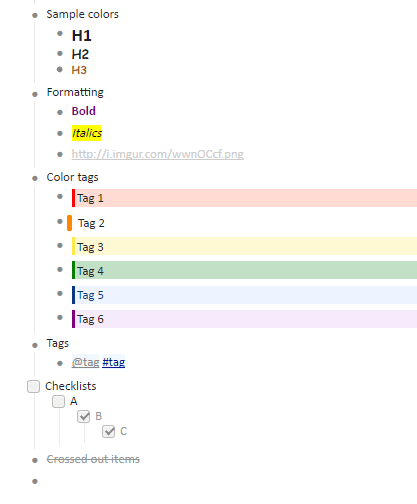 Sample colors
H1
H2
H3
Formatting
Bold
Italics
http://i.imgur.com/wwnOCcf.png
Color tags
Tag 1
Tag 2
Tag 3
Tag 4
Tag 5
Tag 6
Tags
@tag #tag
Checklists
A
B
C
Crossed out items